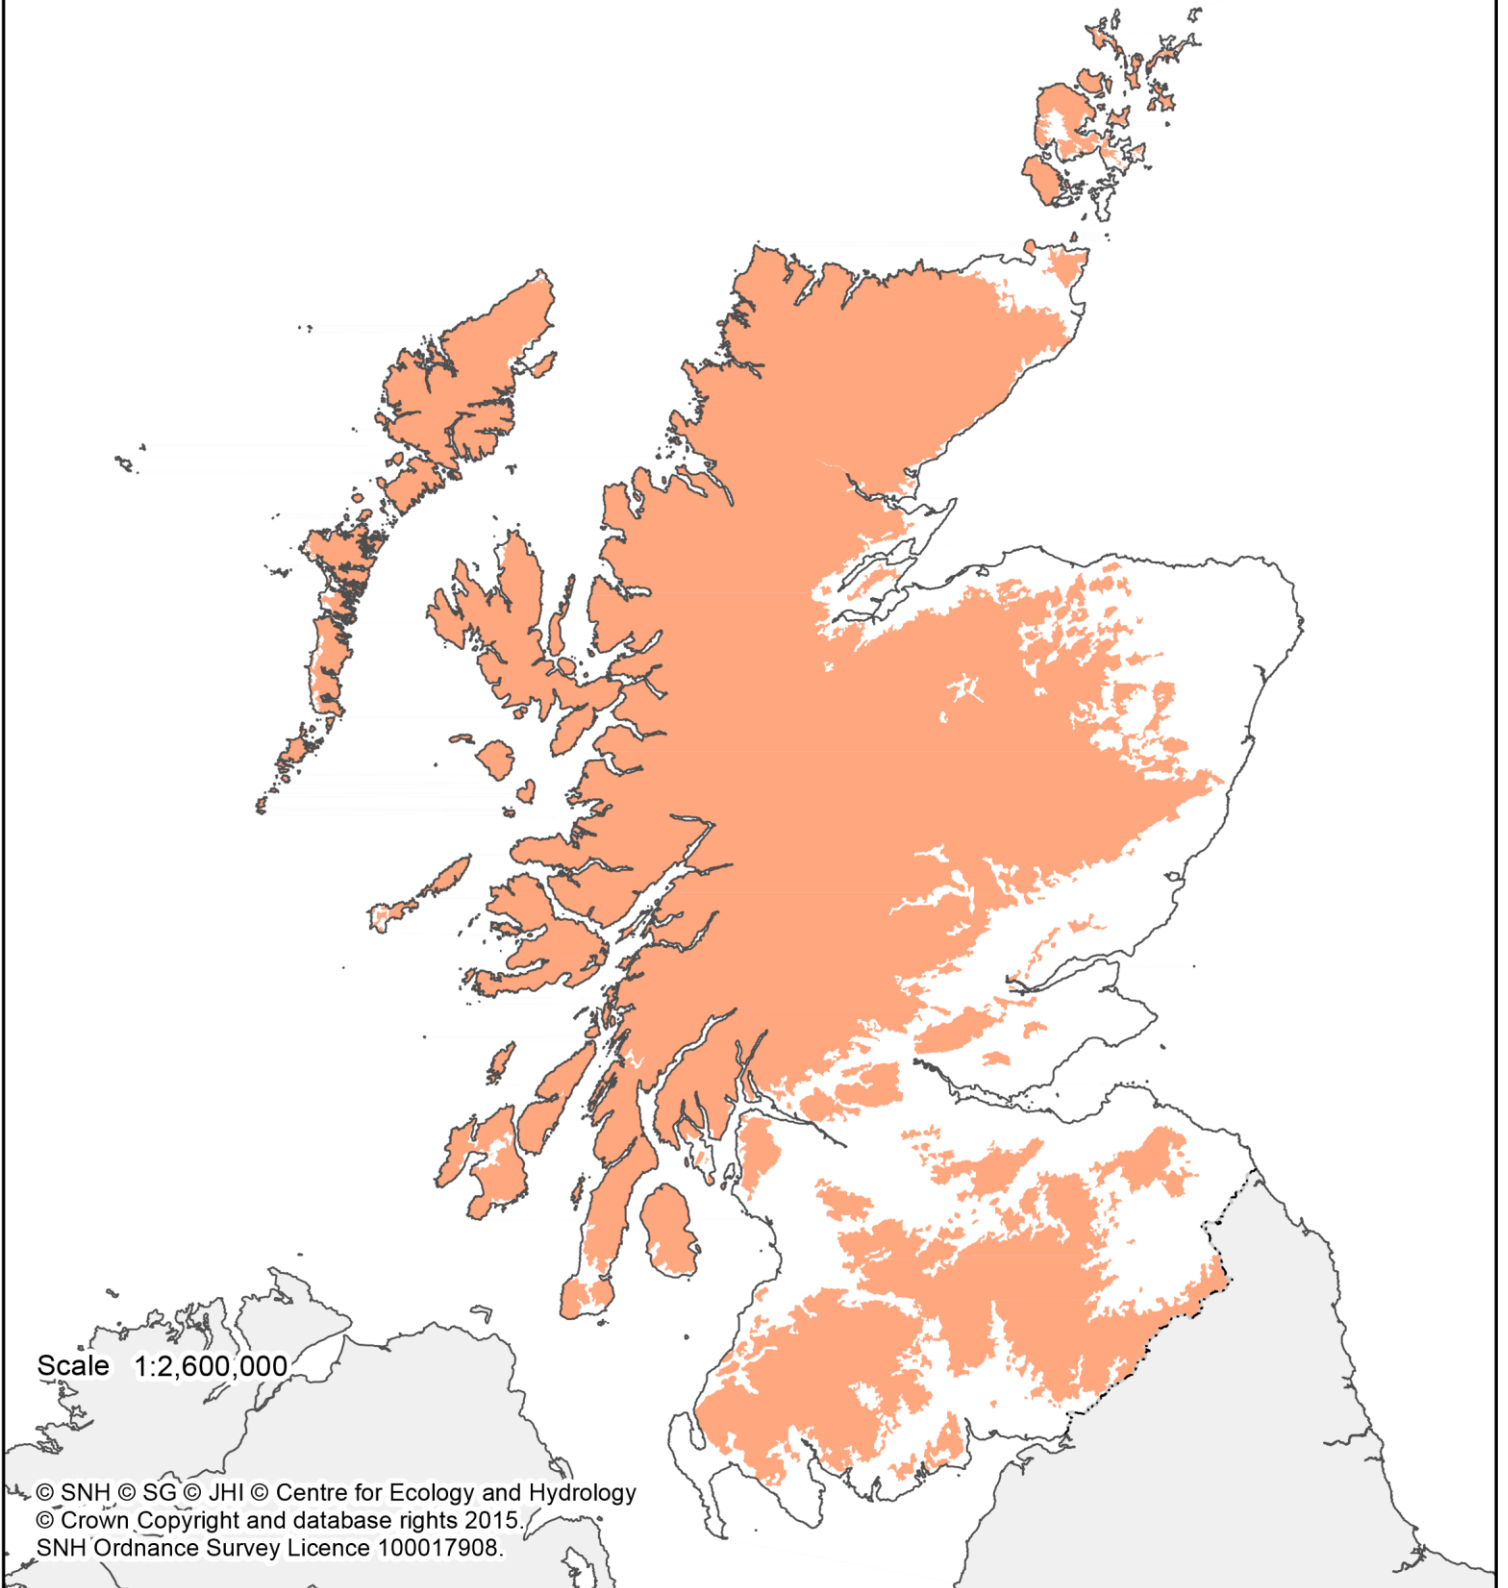 Scale 1:2,600,000
© SNH © SG © JHI © Centre for Ecology and Hydrology
© Crown Copyright and database rights 2015.
SNH Ordnance Survey Licence 100017908.